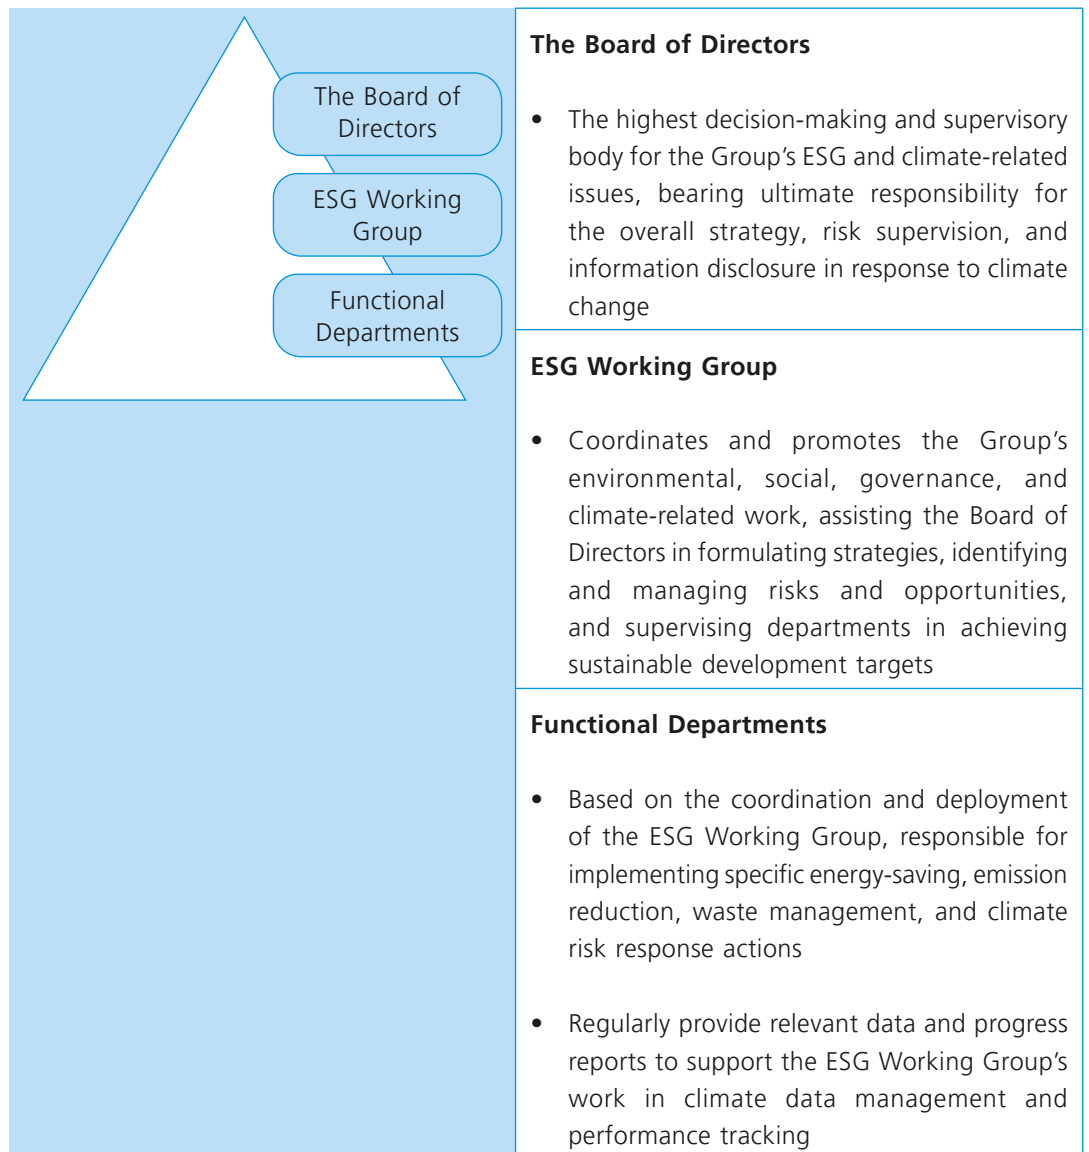 The Board of
Directors
ESG Working
Group
Functional
Departments
The Board of Directors
• The highest decision-making and supervisory
body for the Group’s ESG and climate-related
issues, bearing ultimate responsibility for
the overall strategy, risk supervision, and
information disclosure in response to climate
change
ESG Working Group
• Coordinates and promotes the Group’s
environmental, social, governance, and
climate-related work, assisting the Board of
Directors in formulating strategies, identifying
and managing risks and opportunities,
and supervising departments in achieving
sustainable development targets
Functional Departments
• Based on the coordination and deployment
of the ESG Working Group, responsible for
implementing specific energy-saving, emission
reduction, waste management, and climate
risk response actions
• Regularly provide relevant data and progress
reports to support the ESG Working Group’s
work in climate data management and
performance tracking